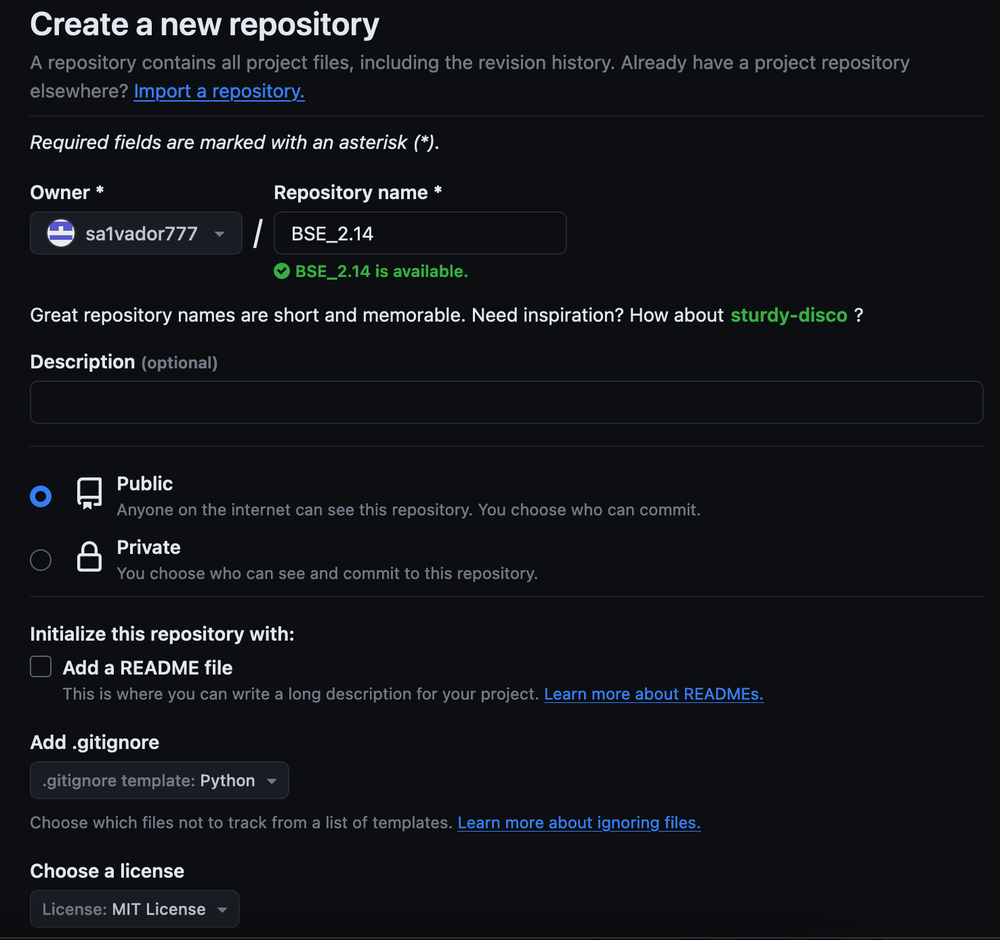 Create a new repository
A repository contains all project files, including the revision history. Already have a project repository
elsewhere? Import a repository.
Required fields are marked with an asterisk (*).
Owner *
Repository name *
sa1vador777
/
BSE_2.14
BSE_2.14 is available.
Great repository names are short and memorable. Need inspiration? How about sturdy-disco ?
Description (optional)
Public
Anyone on the internet can see this repository. You choose who can commit.
Private
You choose who can see and commit to this repository.
Initialize this repository with:
Add a README file
This is where you can write a long description for your project. Learn more about READMEs.
Add .gitignore
.gitignore template: Python
Choose which files not to track from a list of templates. Learn more about ignoring files.
Choose a license
License: MIT License